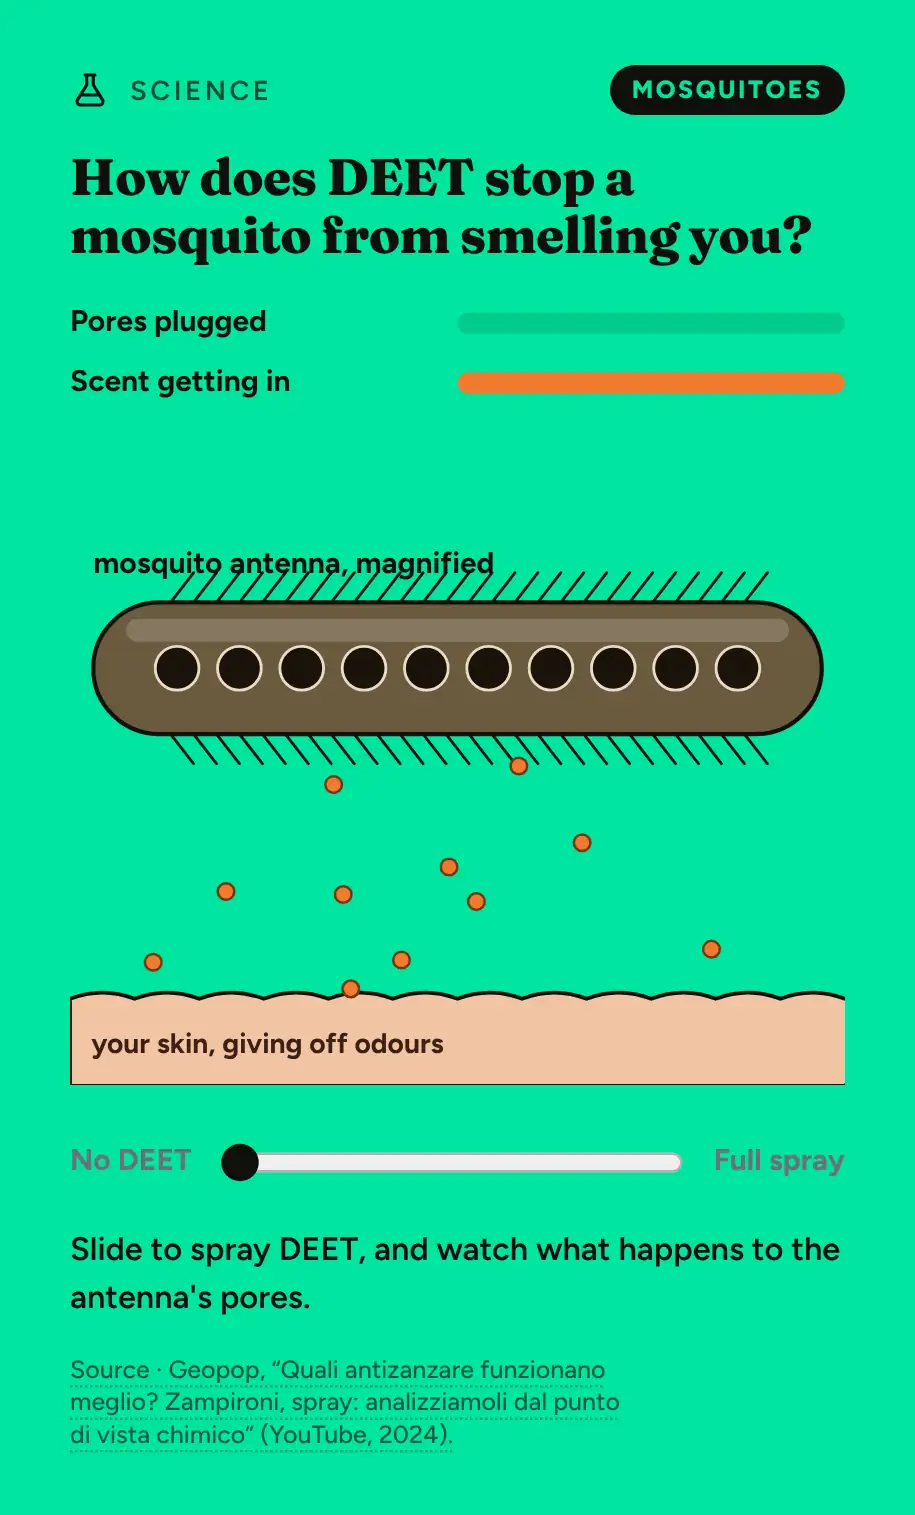 SCIENCE
MOSQUITOES
How does DEET stop a
mosquito from smelling you?
Pores plugged
Scent getting in
mosquito antenna, magnified
your skin, giving off odours
No DEET
Full spray
Slide to spray DEET, and watch what happens to the
antenna's pores.
Source · Geopop, “Quali antizanzare funzionano
meglio? Zampironi, spray: analizziamoli dal punto
di vista chimico” (YouTube, 2024).